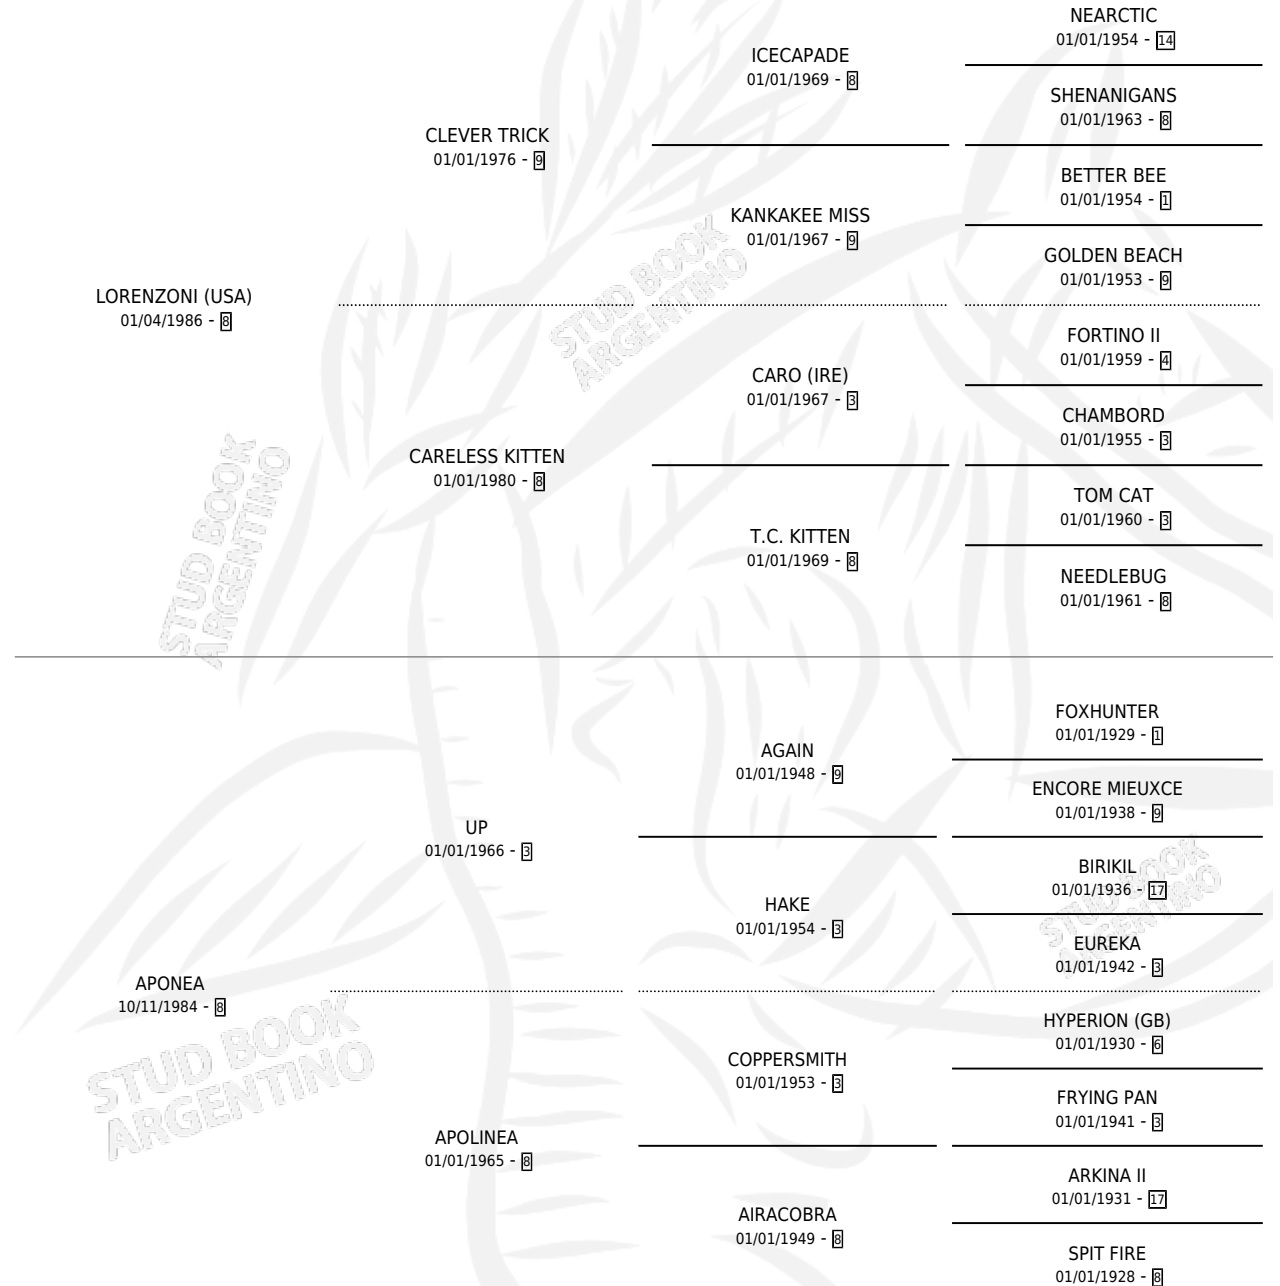 NEARCTIC
01/01/1954 - 14
ICECAPADE
01/01/1969 - 8
SHENANIGANS
01/01/1963 - 8
CLEVER TRICK
01/01/1976 - 9
BETTER BEE
01/01/1954 - 1
KANKAKEE MISS
01/01/1967 - 9
GOLDEN BEACH
01/01/1953 - 9
LORENZONI (USA)
01/04/1986 - 8
FORTINO II
01/01/1959 - 4
CARO (IRE)
01/01/1967 - 3
CHAMBORD
01/01/1955 - 3
CARELESS KITTEN
01/01/1980 - 8
TOM CAT
01/01/1960 - 3
T.C. KITTEN
01/01/1969 - 8
NEEDLEBUG
01/01/1961 - 8
FOXHUNTER
01/01/1929 - 1
AGAIN
01/01/1948 - 9
ENCORE MIEUXCE
01/01/1938 - 9
UP
01/01/1966 - 3
BIRIKIL
01/01/1936 - 17
HAKE
01/01/1954 - 3
EUREKA
01/01/1942 - 3
APONEA
10/11/1984 - 8
HYPERION (GB)
01/01/1930 - 6
COPPERSMITH
01/01/1953 - 3
FRYING PAN
01/01/1941 - 3
APOLINEA
01/01/1965 - 8
ARKINA II
01/01/1931 - 17
AIRACOBRA
01/01/1949 - 8
SPIT FIRE
01/01/1928 - 8
STUD BOOK
ARGENTINO
STUD BOOK
ARGENTINO
STUD BOOK
ARGENTINO
STUD BOOK
ARGENTINO